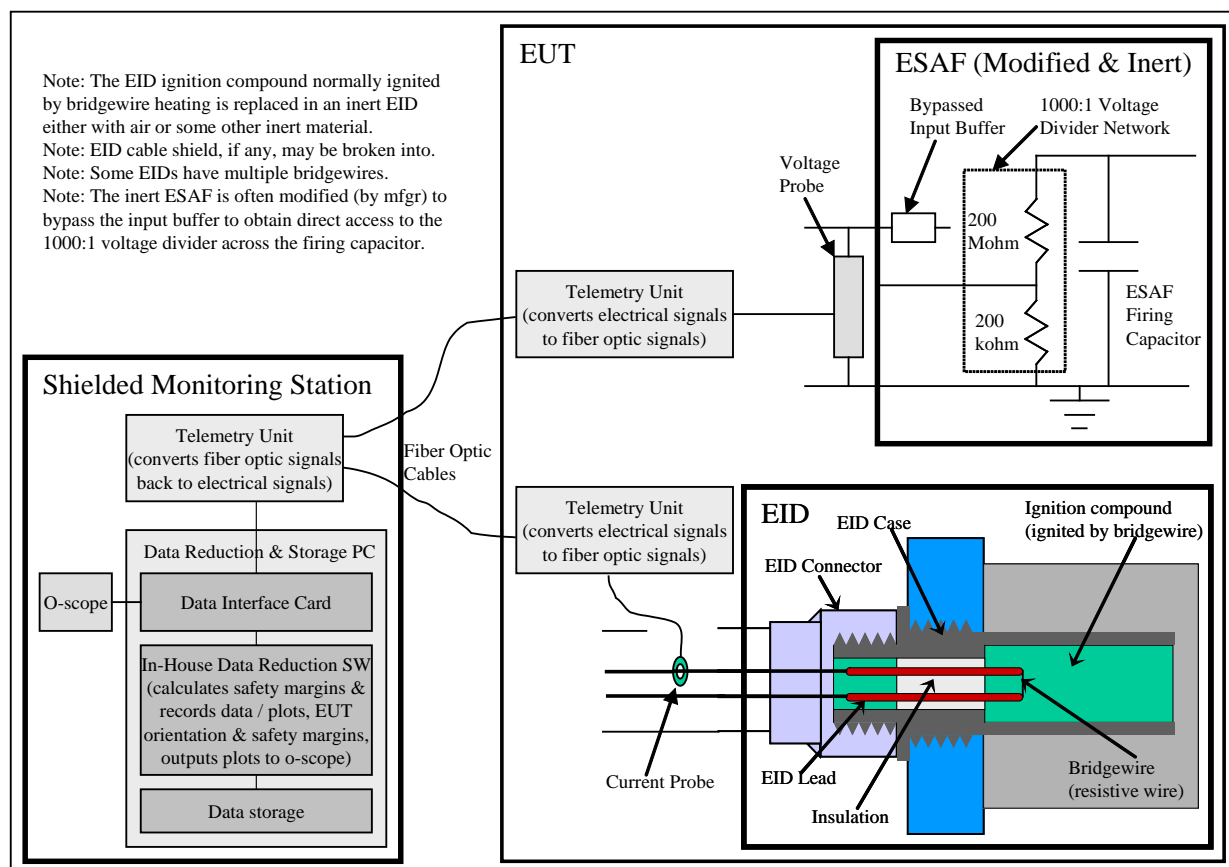 Note: The EID ignition compound normally ignited
by bridgewire heating is replaced in an inert EID
either with air or some other inert material.
Note: EID cable shield, if any, may be broken into.
Note: Some EIDs have multiple bridgewires.
Note: The inert ESAF is often modified (by mfgr) to
bypass the input buffer to obtain direct access to the
1000:1 voltage divider across the firing capacitor.
EUT
ESAF (Modified & Inert)
Bypassed
Input Buffer
1000:1 Voltage
Divider Network
Voltage
Probe
200
Mohm
200
kohm
ESAF
Firing
Capacitor
Telemetry Unit
(converts electrical signals
to fiber optic signals)
Shielded Monitoring Station
Telemetry Unit
(converts fiber optic signals
back to electrical signals)
Fiber Optic
Cables
Data Reduction & Storage PC
O-scope
Data Interface Card
In-House Data Reduction SW
(calculates safety margins &
records data / plots, EUT
orientation & safety margins,
outputs plots to o-scope)
Data storage
Telemetry Unit
(converts electrical signals
to fiber optic signals)
Current Probe
EID
EID Case
Ignition compound
(ignited by bridgewire)
EID Connector
EID Lead
Insulation
Bridgewire
(resistive wire)